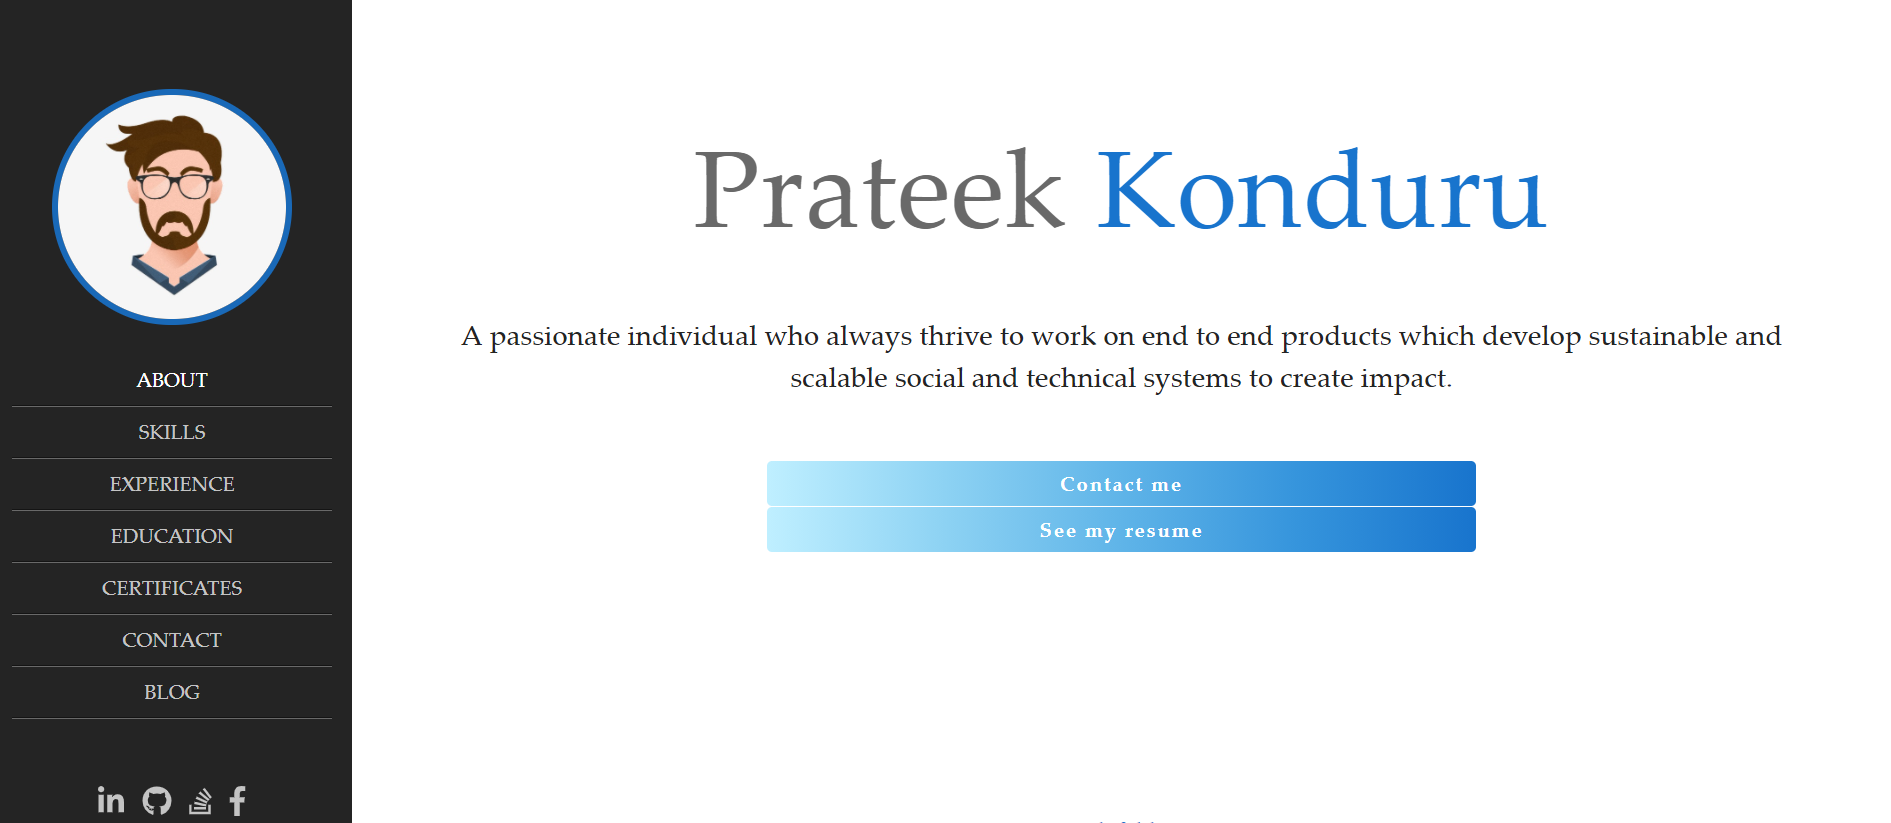 ABOUT
SKILLS
EXPERIENCE
EDUCATION
CERTIFICATES
CONTACT
BLOG
in
Prateek Konduru
A passionate individual who always thrive to work on end to end products which develop sustainable and
scalable social and technical systems to create impact.
Contact me
See my resume